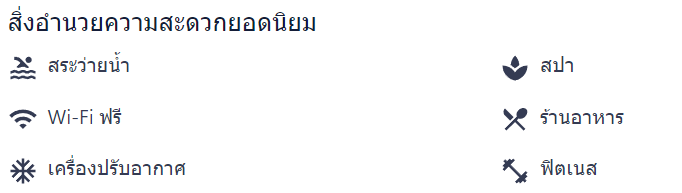 สิ่งอำนวยความสะดวกยอดนิยม
สระว่ายน้ำ
สปา
Wi-Fi ฟรี
ร้านอาหาร
เครื่องปรับอากาศ
ฟิตเนส